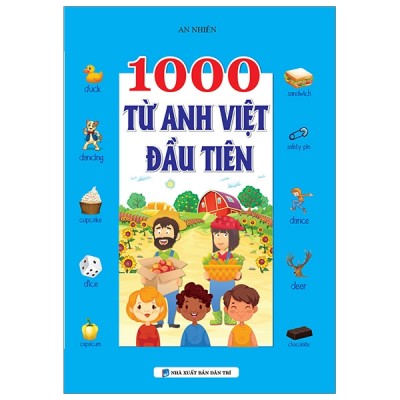 AN NHIÊN
1000
TỪ ANH VIỆT
ĐẦU TIÊN
duck
sandwich
dancing
safety pin
cupcake
dance
dice
deer
capsicum
chocolate
NHÀ XUẤT BẢN DÂN TRÍ